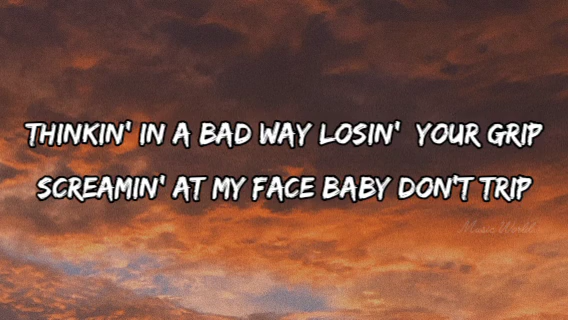 THINKIN' IN A BAD WAY LOSIN' YOUR GRIP
SCREAMIN' AT MY FACE BABY DON'T TRIP
Music World